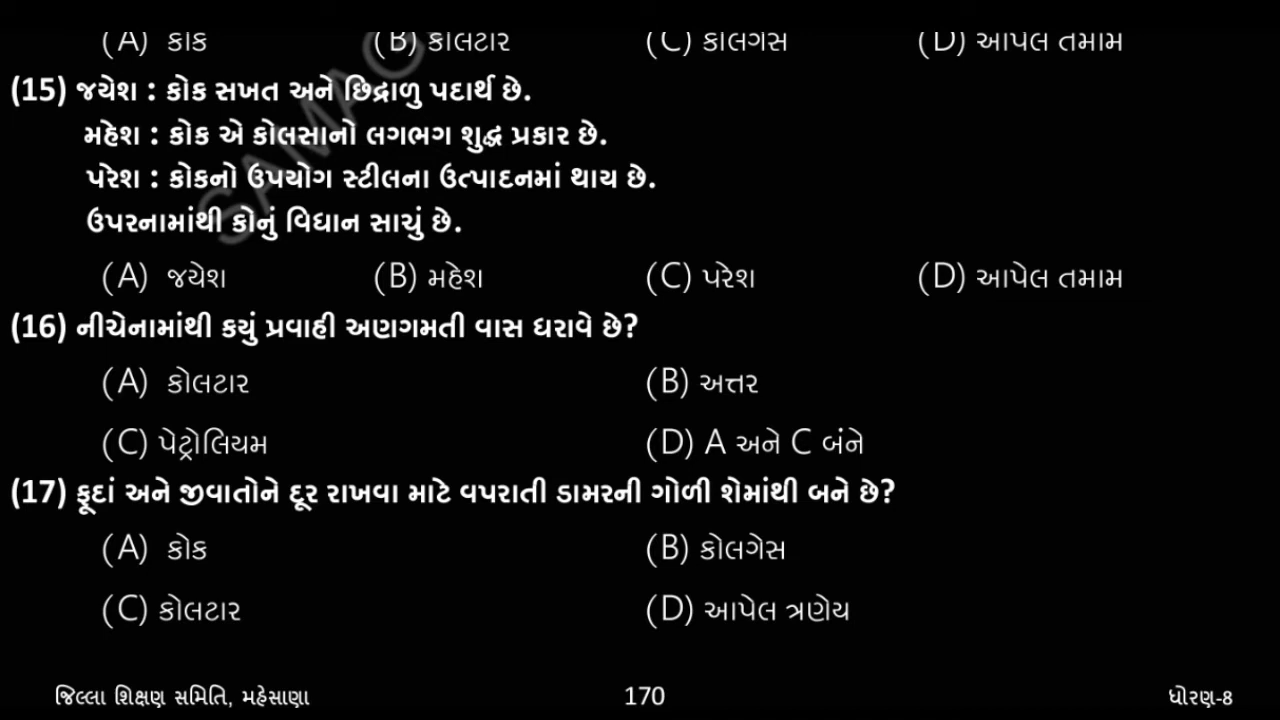 (A) કોક (B) કોલટાર (C) કોલગેસ (D) આપેલ તમામ
(15) જયેશ : કોક સખત અને છિદ્રાળુ પદાર્થ છે.
મહેશ : કોક એ કોલસાનો લગભગ શુદ્ધ પ્રકાર છે.
પરેશ : કોકનો ઉપયોગ સ્ટીલના ઉત્પાદનમાં થાય છે.
ઉપરનામાંથી કોનું વિધાન સાચું છે.
(A) જયેશ (B) મહેશ (C) પરેશ (D) આપેલ તમામ
(16) નીચેનામાંથી કયું પ્રવાહી અણગમતી વાસ ધરાવે છે?
(A) કોલટાર (B) અત્તર
(C) પેટ્રોલિયમ (D) A અને C બંને
(17) ફૂદાં અને જીવાતોને દૂર રાખવા માટે વપરાતી ડામરની ગોળી શેમાંથી બને છે?
(A) કોક (B) કોલગેસ
(C) કોલટાર (D) આપેલ ત્રણેય
જિલ્લા શિક્ષણ સમિતિ, મહેસાણા 170 ધોરણ-8